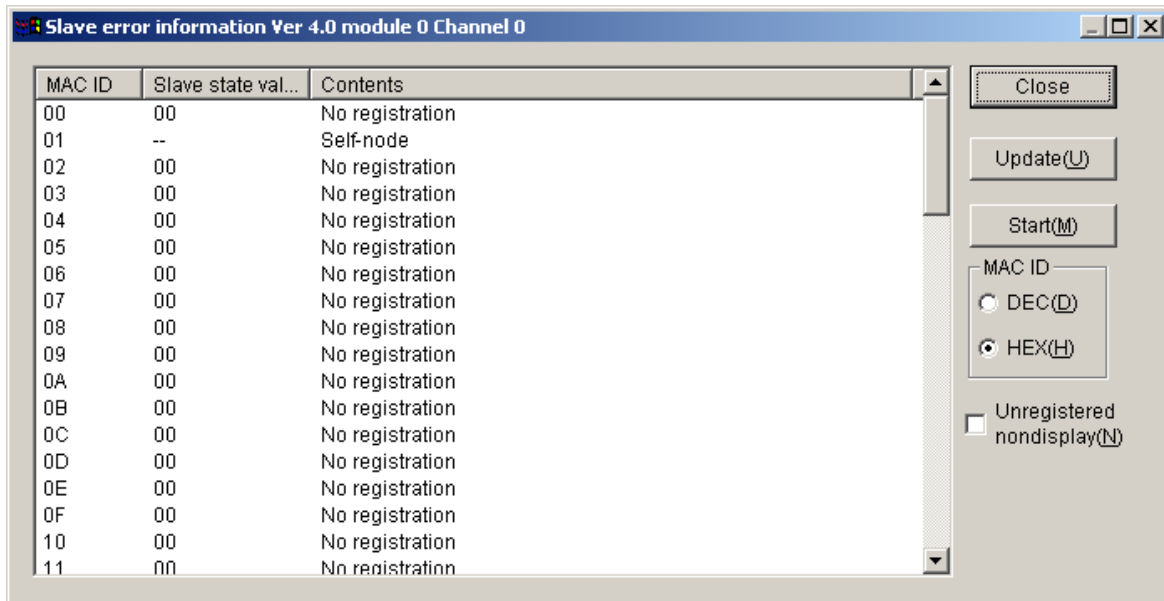 Slave error information Ver 4.0 module 0 Channel 0
MAC ID Slave state val... Contents
00 00 No registration
01 -- Self-node
02 00 No registration
03 00 No registration
04 00 No registration
05 00 No registration
06 00 No registration
07 00 No registration
08 00 No registration
09 00 No registration
0A 00 No registration
0B 00 No registration
0C 00 No registration
0D 00 No registration
0E 00 No registration
0F 00 No registration
10 00 No registration
11 00 No registration
Close
Update(U)
Start(M)
MAC ID
DEC(D)
HEX(H)
Unregistered
nondisplay(N)